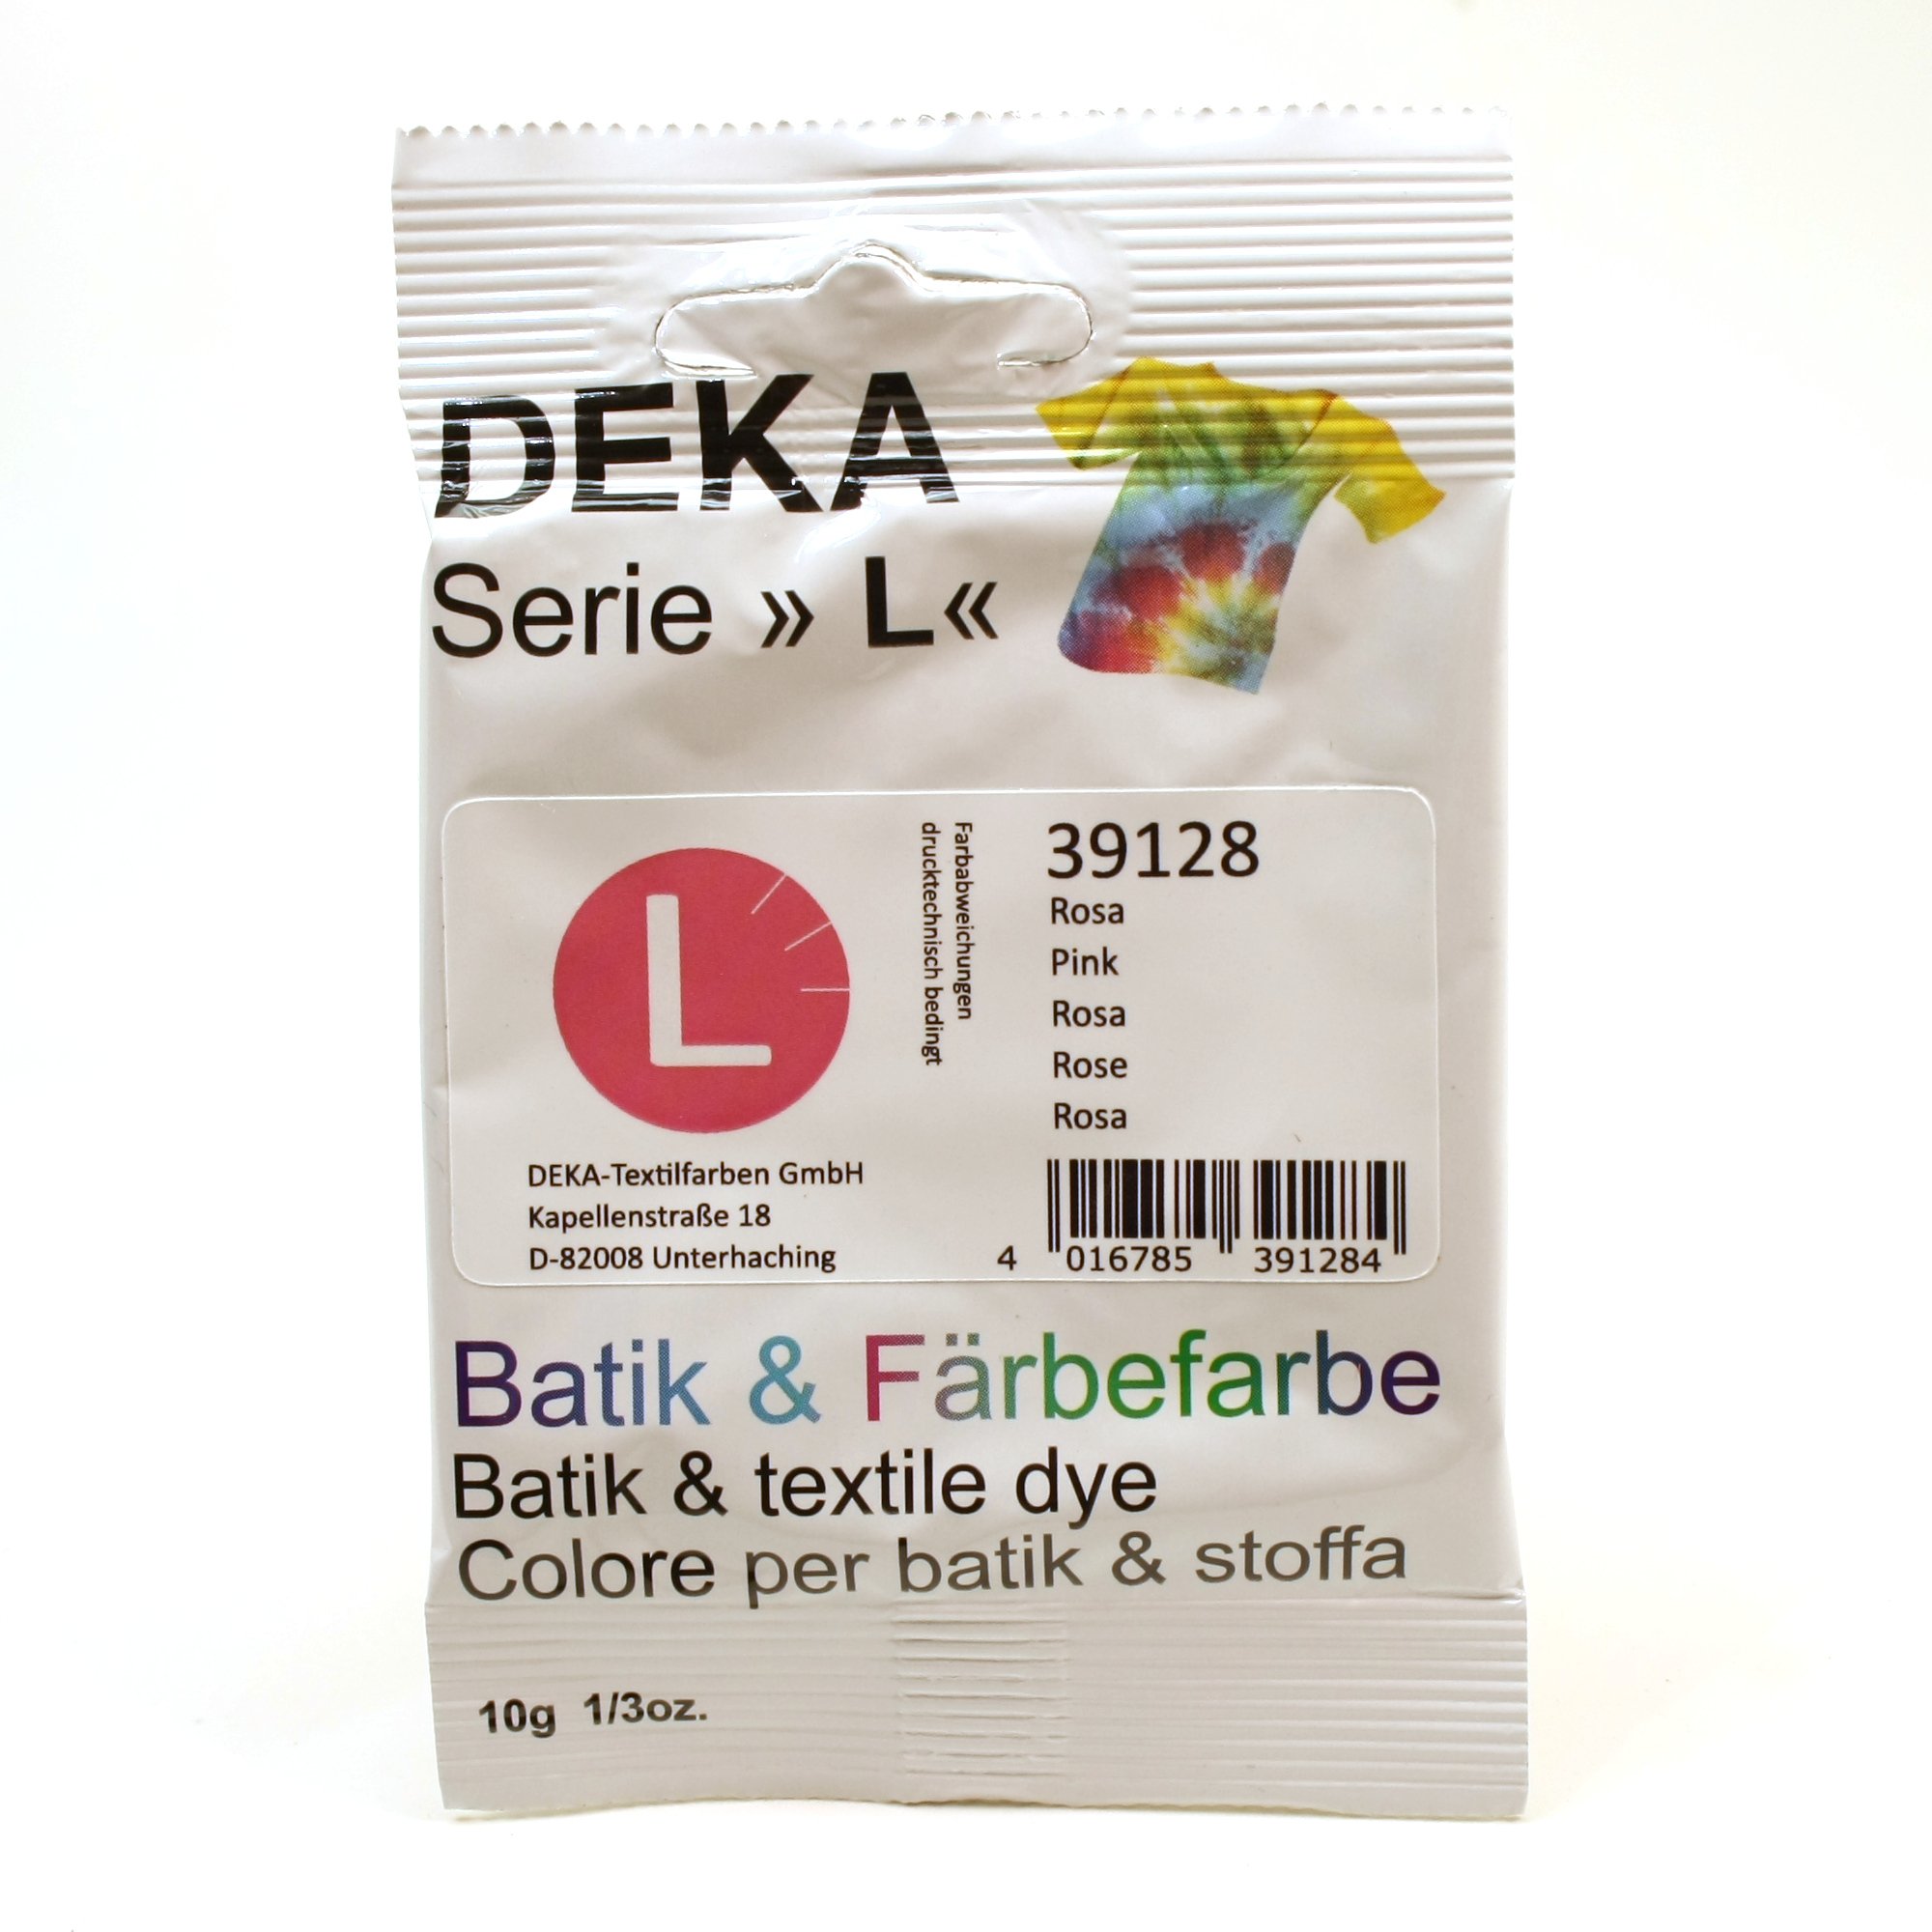 DEKA
Serie » L«
L
Farbabweichungen
drucktechnisch bedingt
39128
Rosa
Pink
Rosa
Rose
Rosa
DEKA-Textilfarben GmbH
Kapellenstraße 18
D-82008 Unterhaching
4 016785 391284
Batik & Färbefarbe
Batik & textile dye
Colore per batik & stoffa
10g 1/3oz.